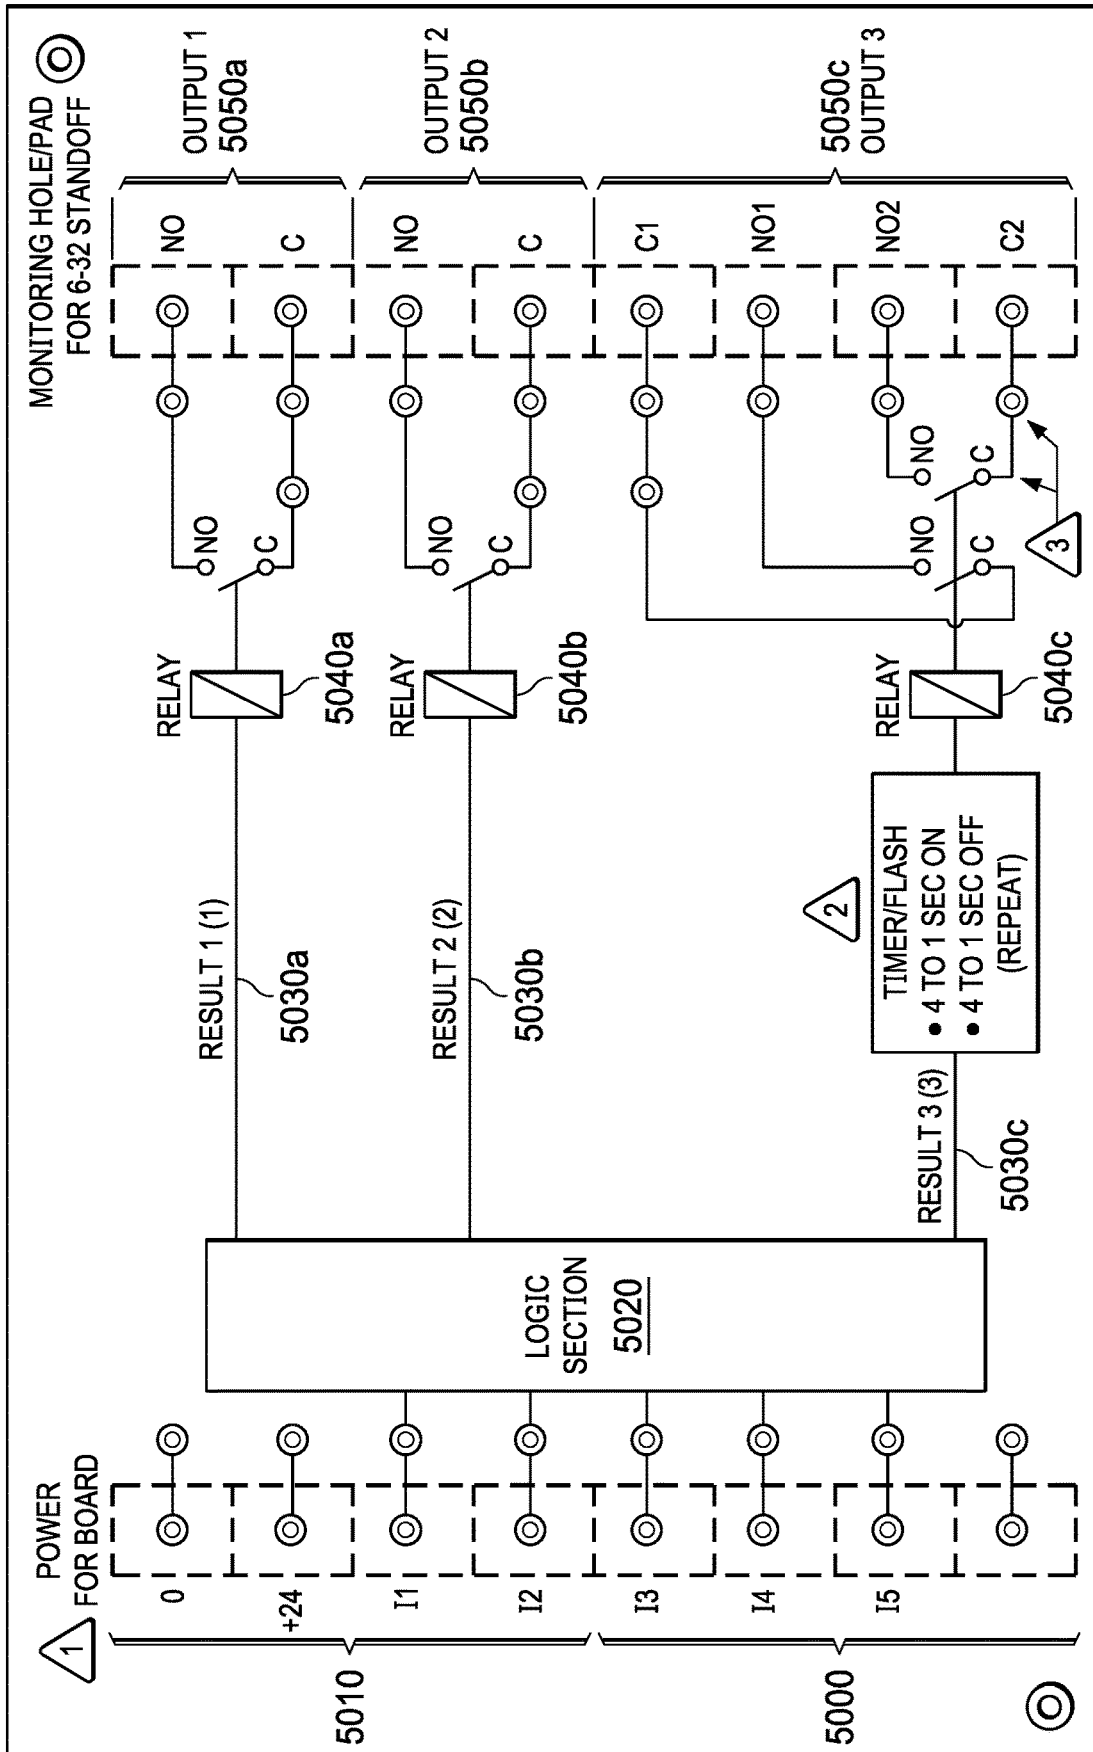 1
POWER
FOR BOARD
0
+24
I1
I2
I3
I4
I5
5010
5000
LOGIC
SECTION
5020
RESULT 1 (1)
5030a
RESULT 2 (2)
5030b
RESULT 3 (3)
5030c
2
TIMER/FLASH
• 4 TO 1 SEC ON
• 4 TO 1 SEC OFF
(REPEAT)
RELAY
5040a
RELAY
5040b
RELAY
5040c
NO
C
NO
C
NO
C
NO
C
3
MONITORING HOLE/PAD
FOR 6-32 STANDOFF
NO
C
NO
C
C1
NO1
NO2
C2
OUTPUT 1
5050a
OUTPUT 2
5050b
5050c
OUTPUT 3